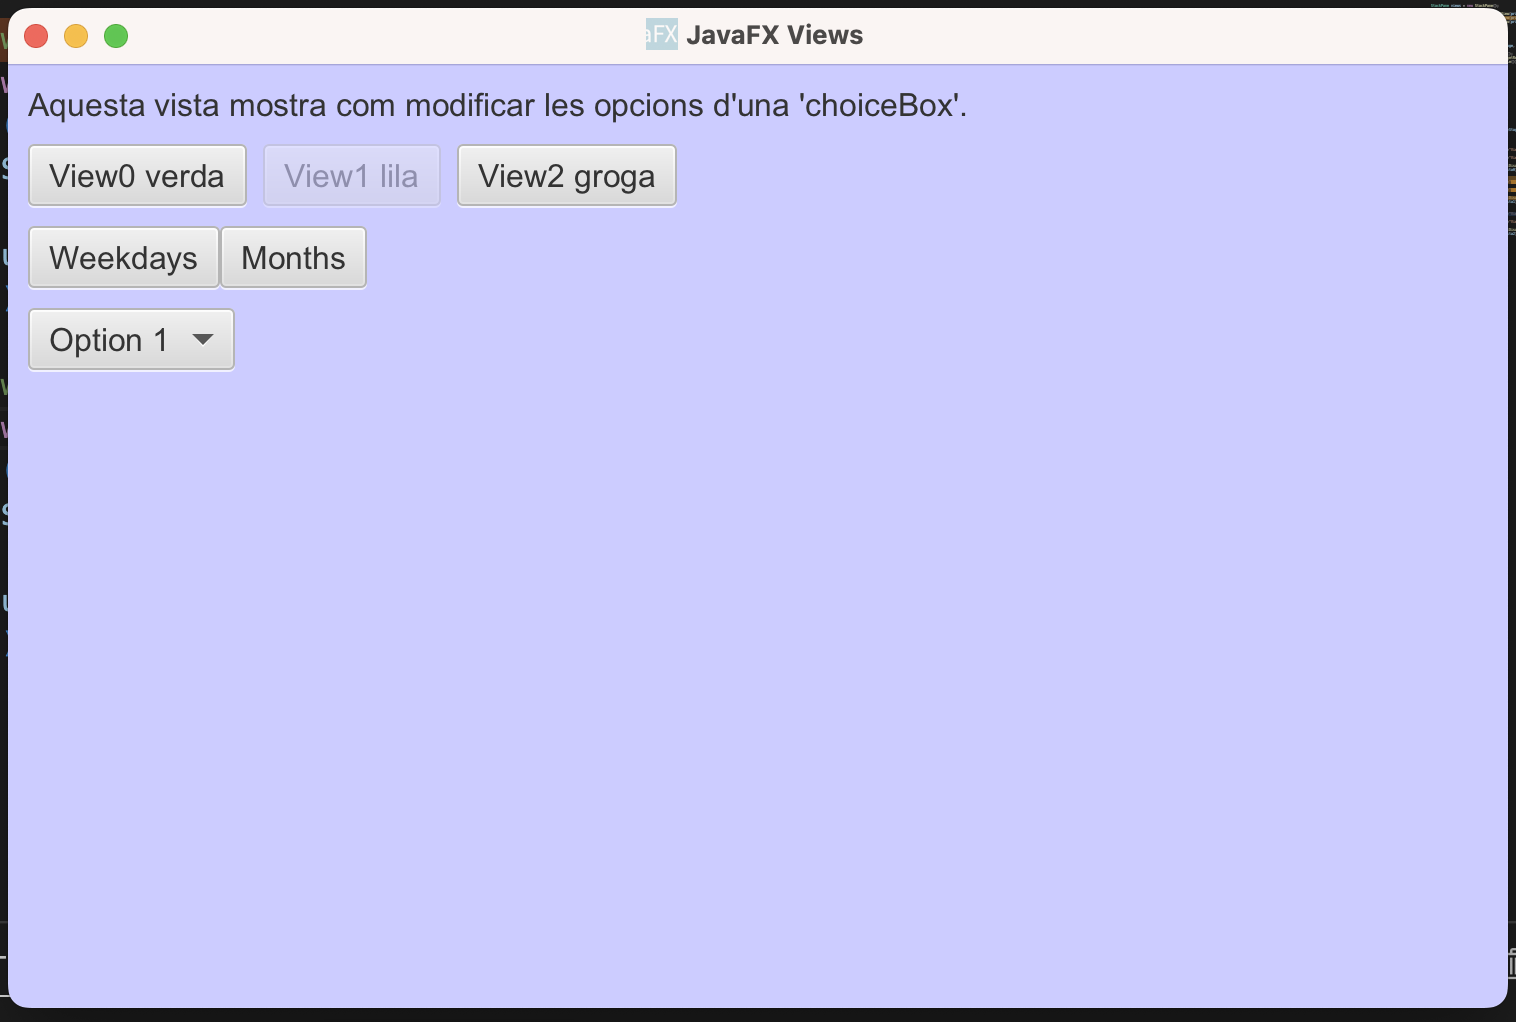 aFX JavaFX Views
Aquesta vista mostra com modificar les opcions d'una 'choiceBox'.
View0 verda View1 lila View2 groga
Weekdays Months
Option 1